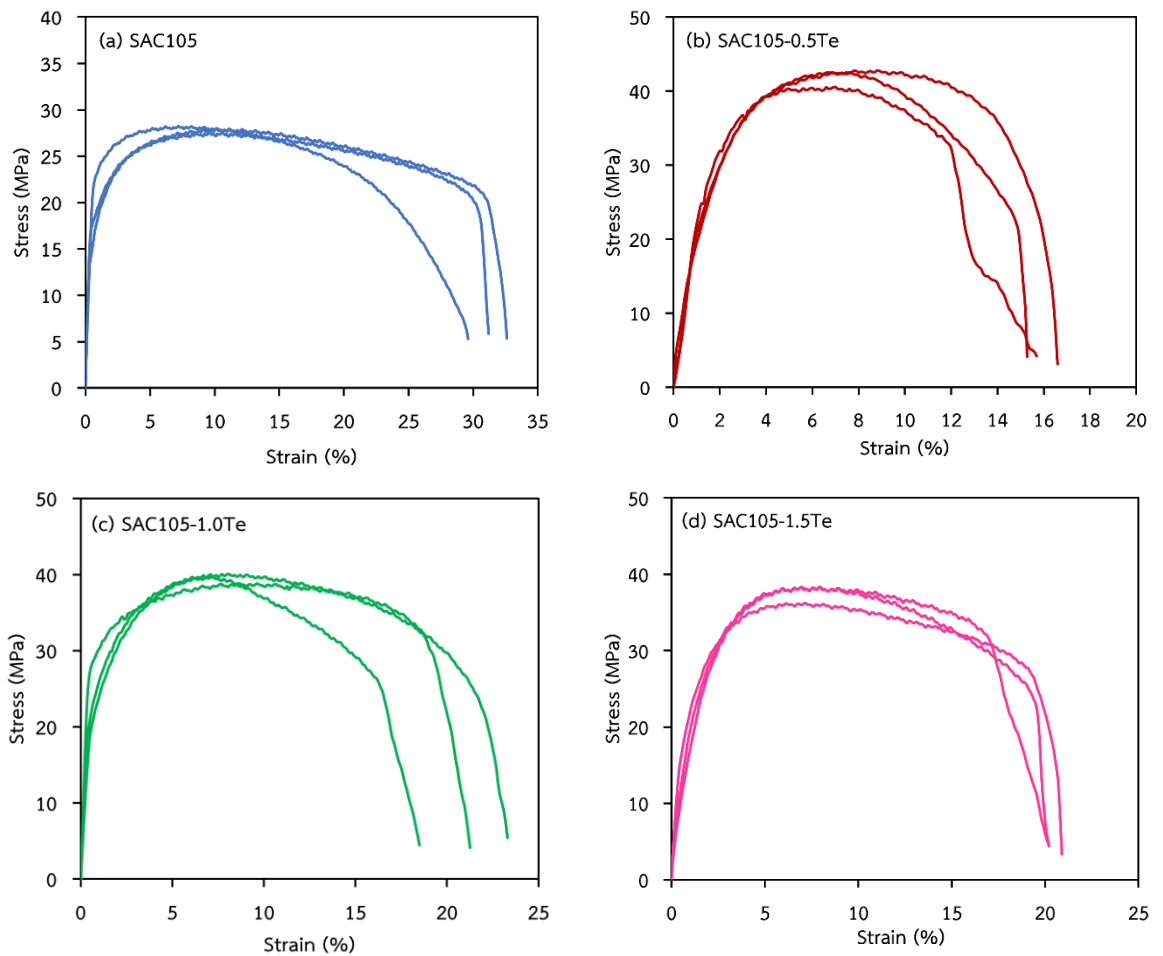 (a) SAC105
40
35
30
25
20
15
10
5
0
Stress (MPa)
0 5 10 15 20 25 30 35
Strain (%)
(b) SAC105-0.5Te
50
40
30
20
10
0
Stress (MPa)
0 2 4 6 8 10 12 14 16 18 20
Strain (%)
(c) SAC105-1.0Te
50
40
30
20
10
0
Stress (MPa)
0 5 10 15 20 25
Strain (%)
(d) SAC105-1.5Te
50
40
30
20
10
0
Stress (MPa)
0 5 10 15 20 25
Strain (%)